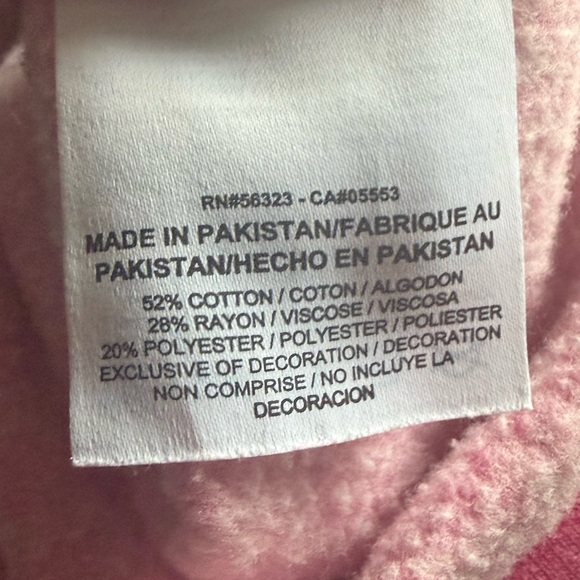 RN#56323 - CA#05553
MADE IN PAKISTAN/FABRIQUE AU
PAKISTAN/HECHO EN PAKISTAN
52% COTTON / COTON / ALGODON
28% RAYON / VISCOSE / VISCOSA
20% POLYESTER / POLYESTER / POLIESTER
EXCLUSIVE OF DECORATION / DECORATION
NON COMPRISE / NO INCLUYE LA
DECORACION